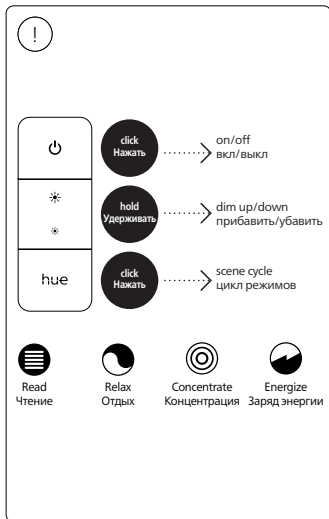 !
click
Нажать
on/off
вкл/выкл
hold
Удерживать
dim up/down
прибавить/убавить
hue
click
Нажать
scene cycle
цикл режимов
Read
Чтение
Relax
Отдых
Concentrate
Концентрация
Energize
Заряд энергии